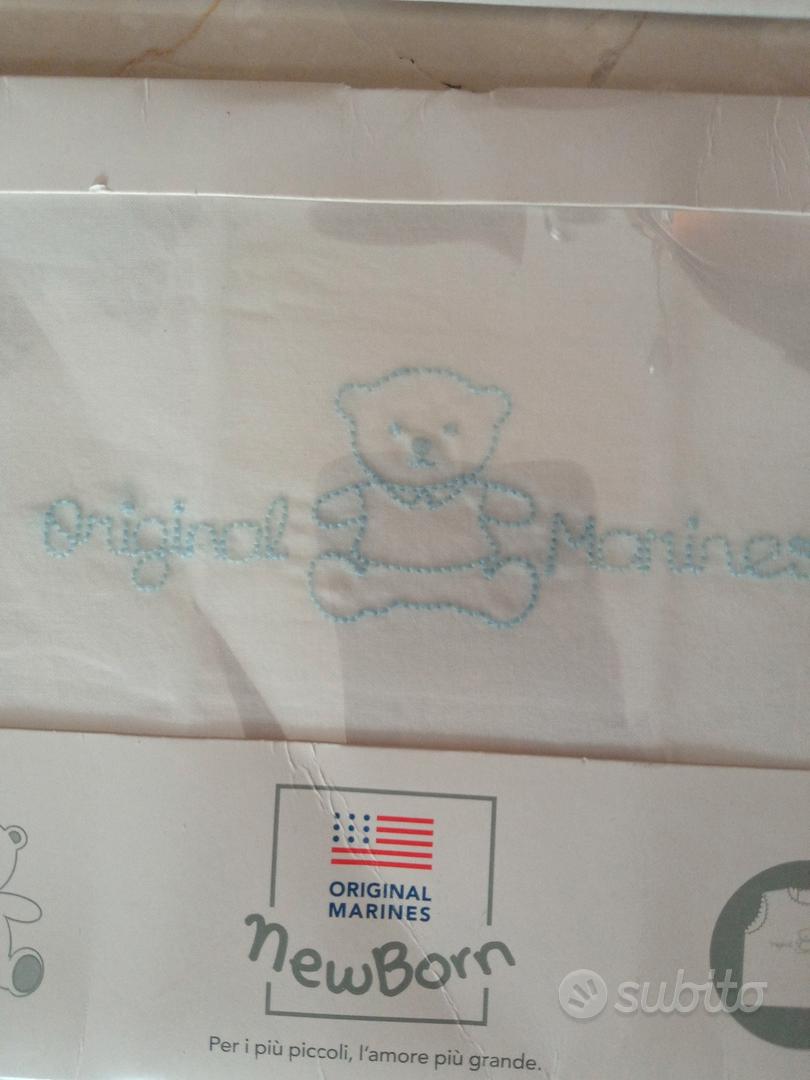 Original Marines
ORIGINAL
MARINES
newBorn
Per i più piccoli, l'amore più grande.
subito